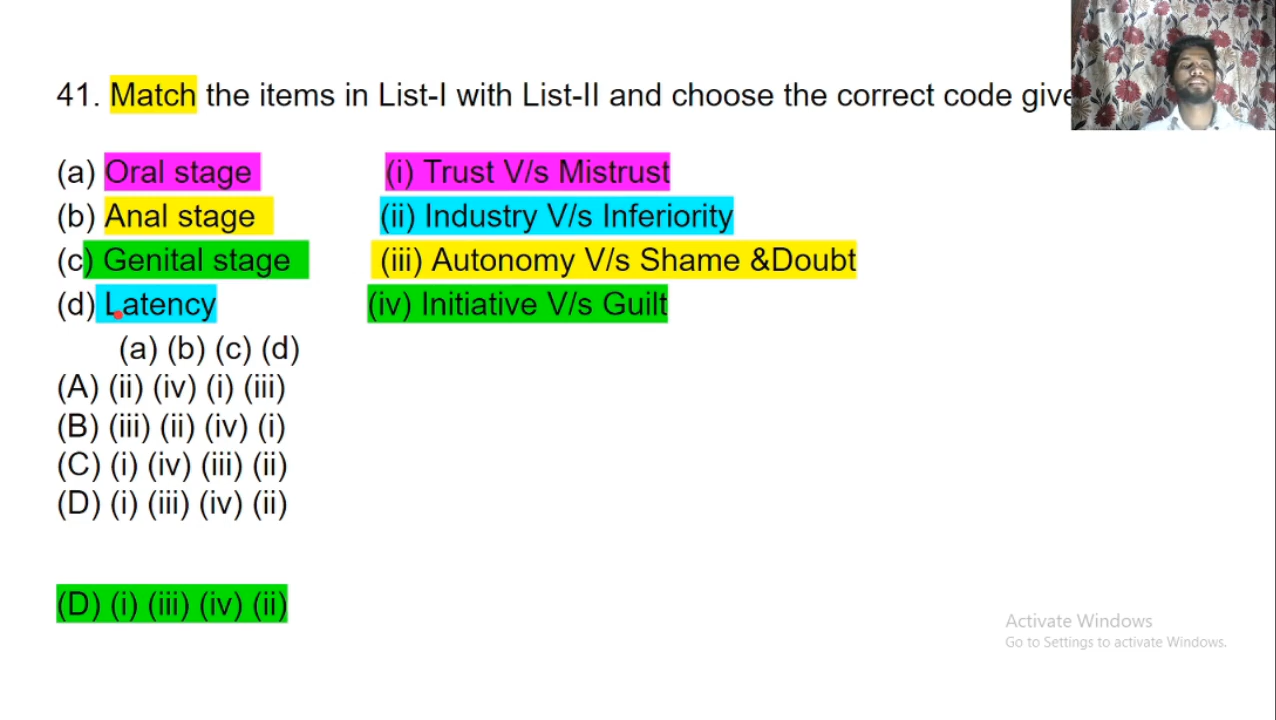 41. Match the items in List-I with List-II and choose the correct code give
(a) Oral stage (i) Trust V/s Mistrust
(b) Anal stage (ii) Industry V/s Inferiority
(c) Genital stage (iii) Autonomy V/s Shame &Doubt
(d) Latency (iv) Initiative V/s Guilt
(a) (b) (c) (d)
(A) (ii) (iv) (i) (iii)
(B) (iii) (ii) (iv) (i)
(C) (i) (iv) (iii) (ii)
(D) (i) (iii) (iv) (ii)
(D) (i) (iii) (iv) (ii)
Activate Windows
Go to Settings to activate Windows.